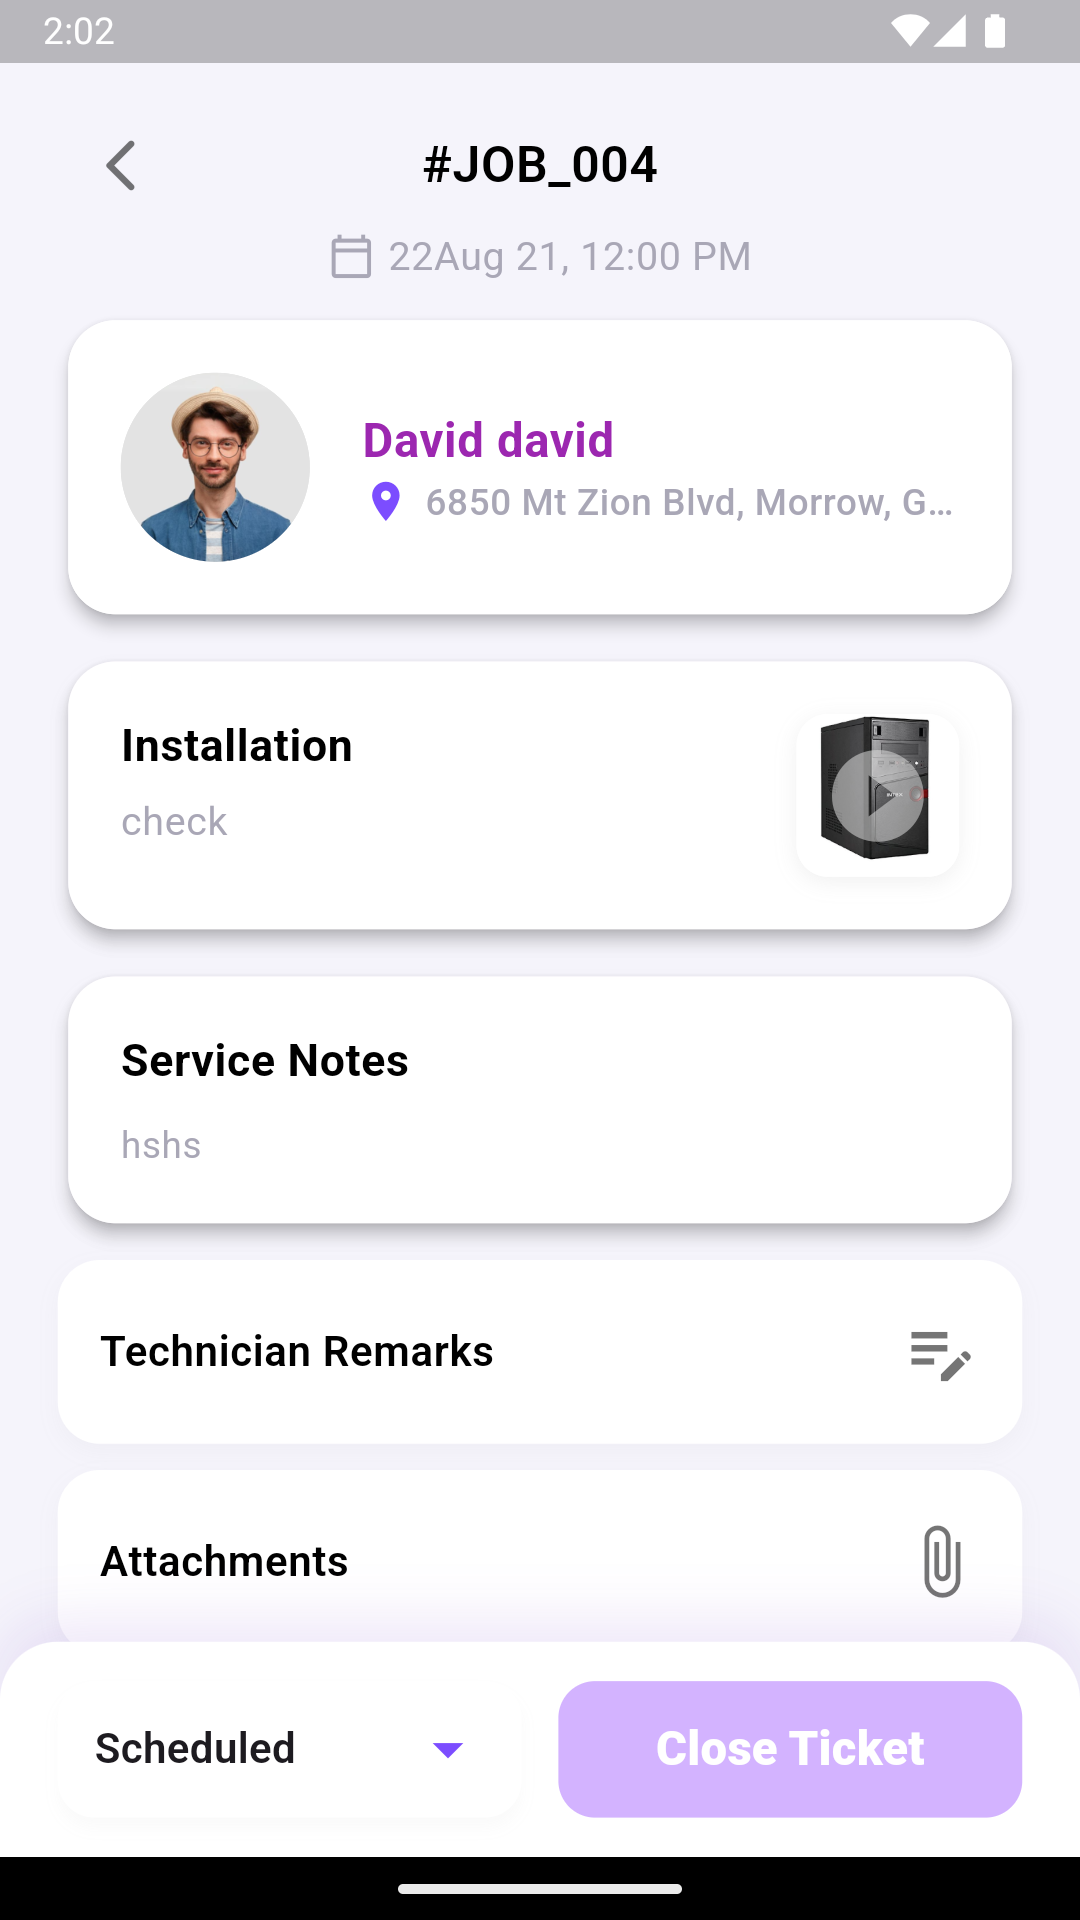 2:02
#JOB_004
22Aug 21, 12:00 PM
David david
6850 Mt Zion Blvd, Morrow, G...
Installation
check
Service Notes
hshs
Technician Remarks
Attachments
Scheduled
Close Ticket